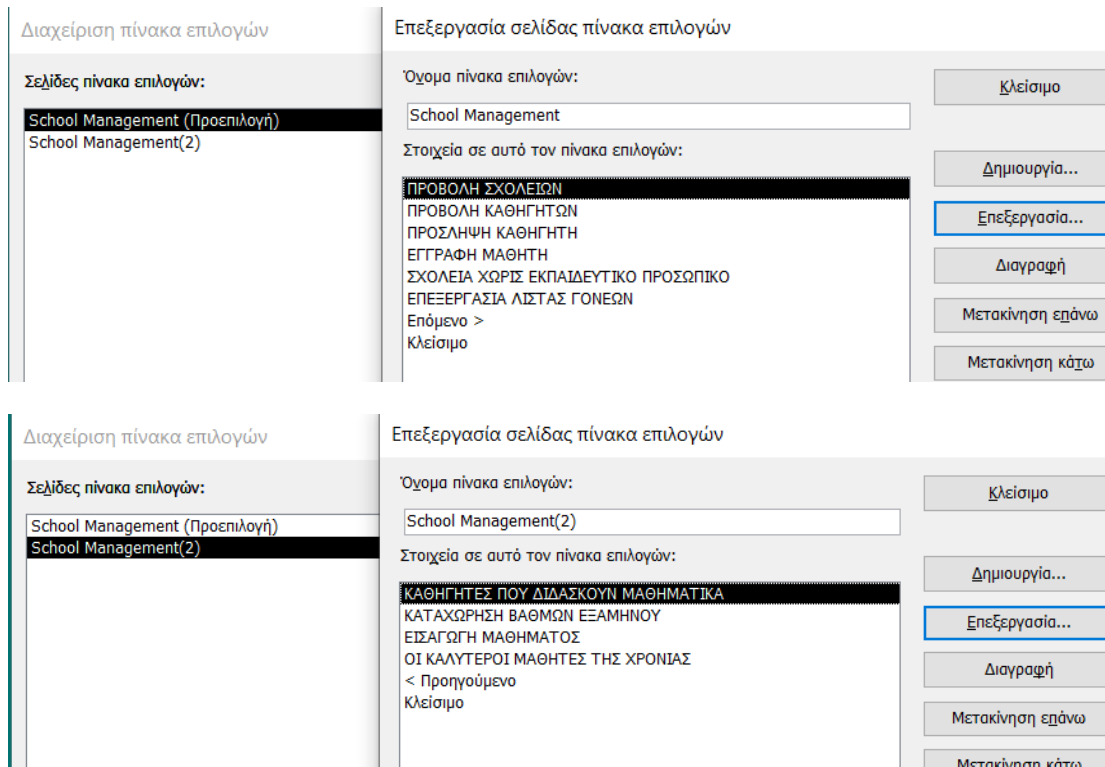 Διαχείριση πίνακα επιλογών
Σελίδες πίνακα επιλογών:
School Management (Προεπιλογή)
School Management(2)
Επεξεργασία σελίδας πίνακα επιλογών
Όνομα πίνακα επιλογών:
School Management
Στοιχεία σε αυτό τον πίνακα επιλογών:
ΠΡΟΒΟΛΗ ΣΧΟΛΕΙΩΝ
ΠΡΟΒΟΛΗ ΚΑΘΗΓΗΤΩΝ
ΠΡΟΣΛΗΨΗ ΚΑΘΗΓΗΤΗ
ΕΓΓΡΑΦΗ ΜΑΘΗΤΗ
ΣΧΟΛΕΙΑ ΧΩΡΙΣ ΕΚΠΑΙΔΕΥΤΙΚΟ ΠΡΟΣΩΠΙΚΟ
ΕΠΕΞΕΡΓΑΣΙΑ ΛΙΣΤΑΣ ΓΟΝΕΩΝ
Επόμενο >
Κλείσιμο
Κλείσιμο
Δημιουργία...
Επεξεργασία...
Διαγραφή
Μετακίνηση επάνω
Μετακίνηση κάτω
Διαχείριση πίνακα επιλογών
Σελίδες πίνακα επιλογών:
School Management (Προεπιλογή)
School Management(2)
Επεξεργασία σελίδας πίνακα επιλογών
Όνομα πίνακα επιλογών:
School Management(2)
Στοιχεία σε αυτό τον πίνακα επιλογών:
ΚΑΘΗΓΗΤΕΣ ΠΟΥ ΔΙΔΑΣΚΟΥΝ ΜΑΘΗΜΑΤΙΚΑ
ΚΑΤΑΧΩΡΗΣΗ ΒΑΘΜΩΝ ΕΞΑΜΗΝΟΥ
ΕΙΣΑΓΩΓΗ ΜΑΘΗΜΑΤΟΣ
ΟΙ ΚΑΛΥΤΕΡΟΙ ΜΑΘΗΤΕΣ ΤΗΣ ΧΡΟΝΙΑΣ
< Προηγούμενο
Κλείσιμο
Κλείσιμο
Δημιουργία...
Επεξεργασία...
Διαγραφή
Μετακίνηση επάνω
Μετακίνηση κάτω